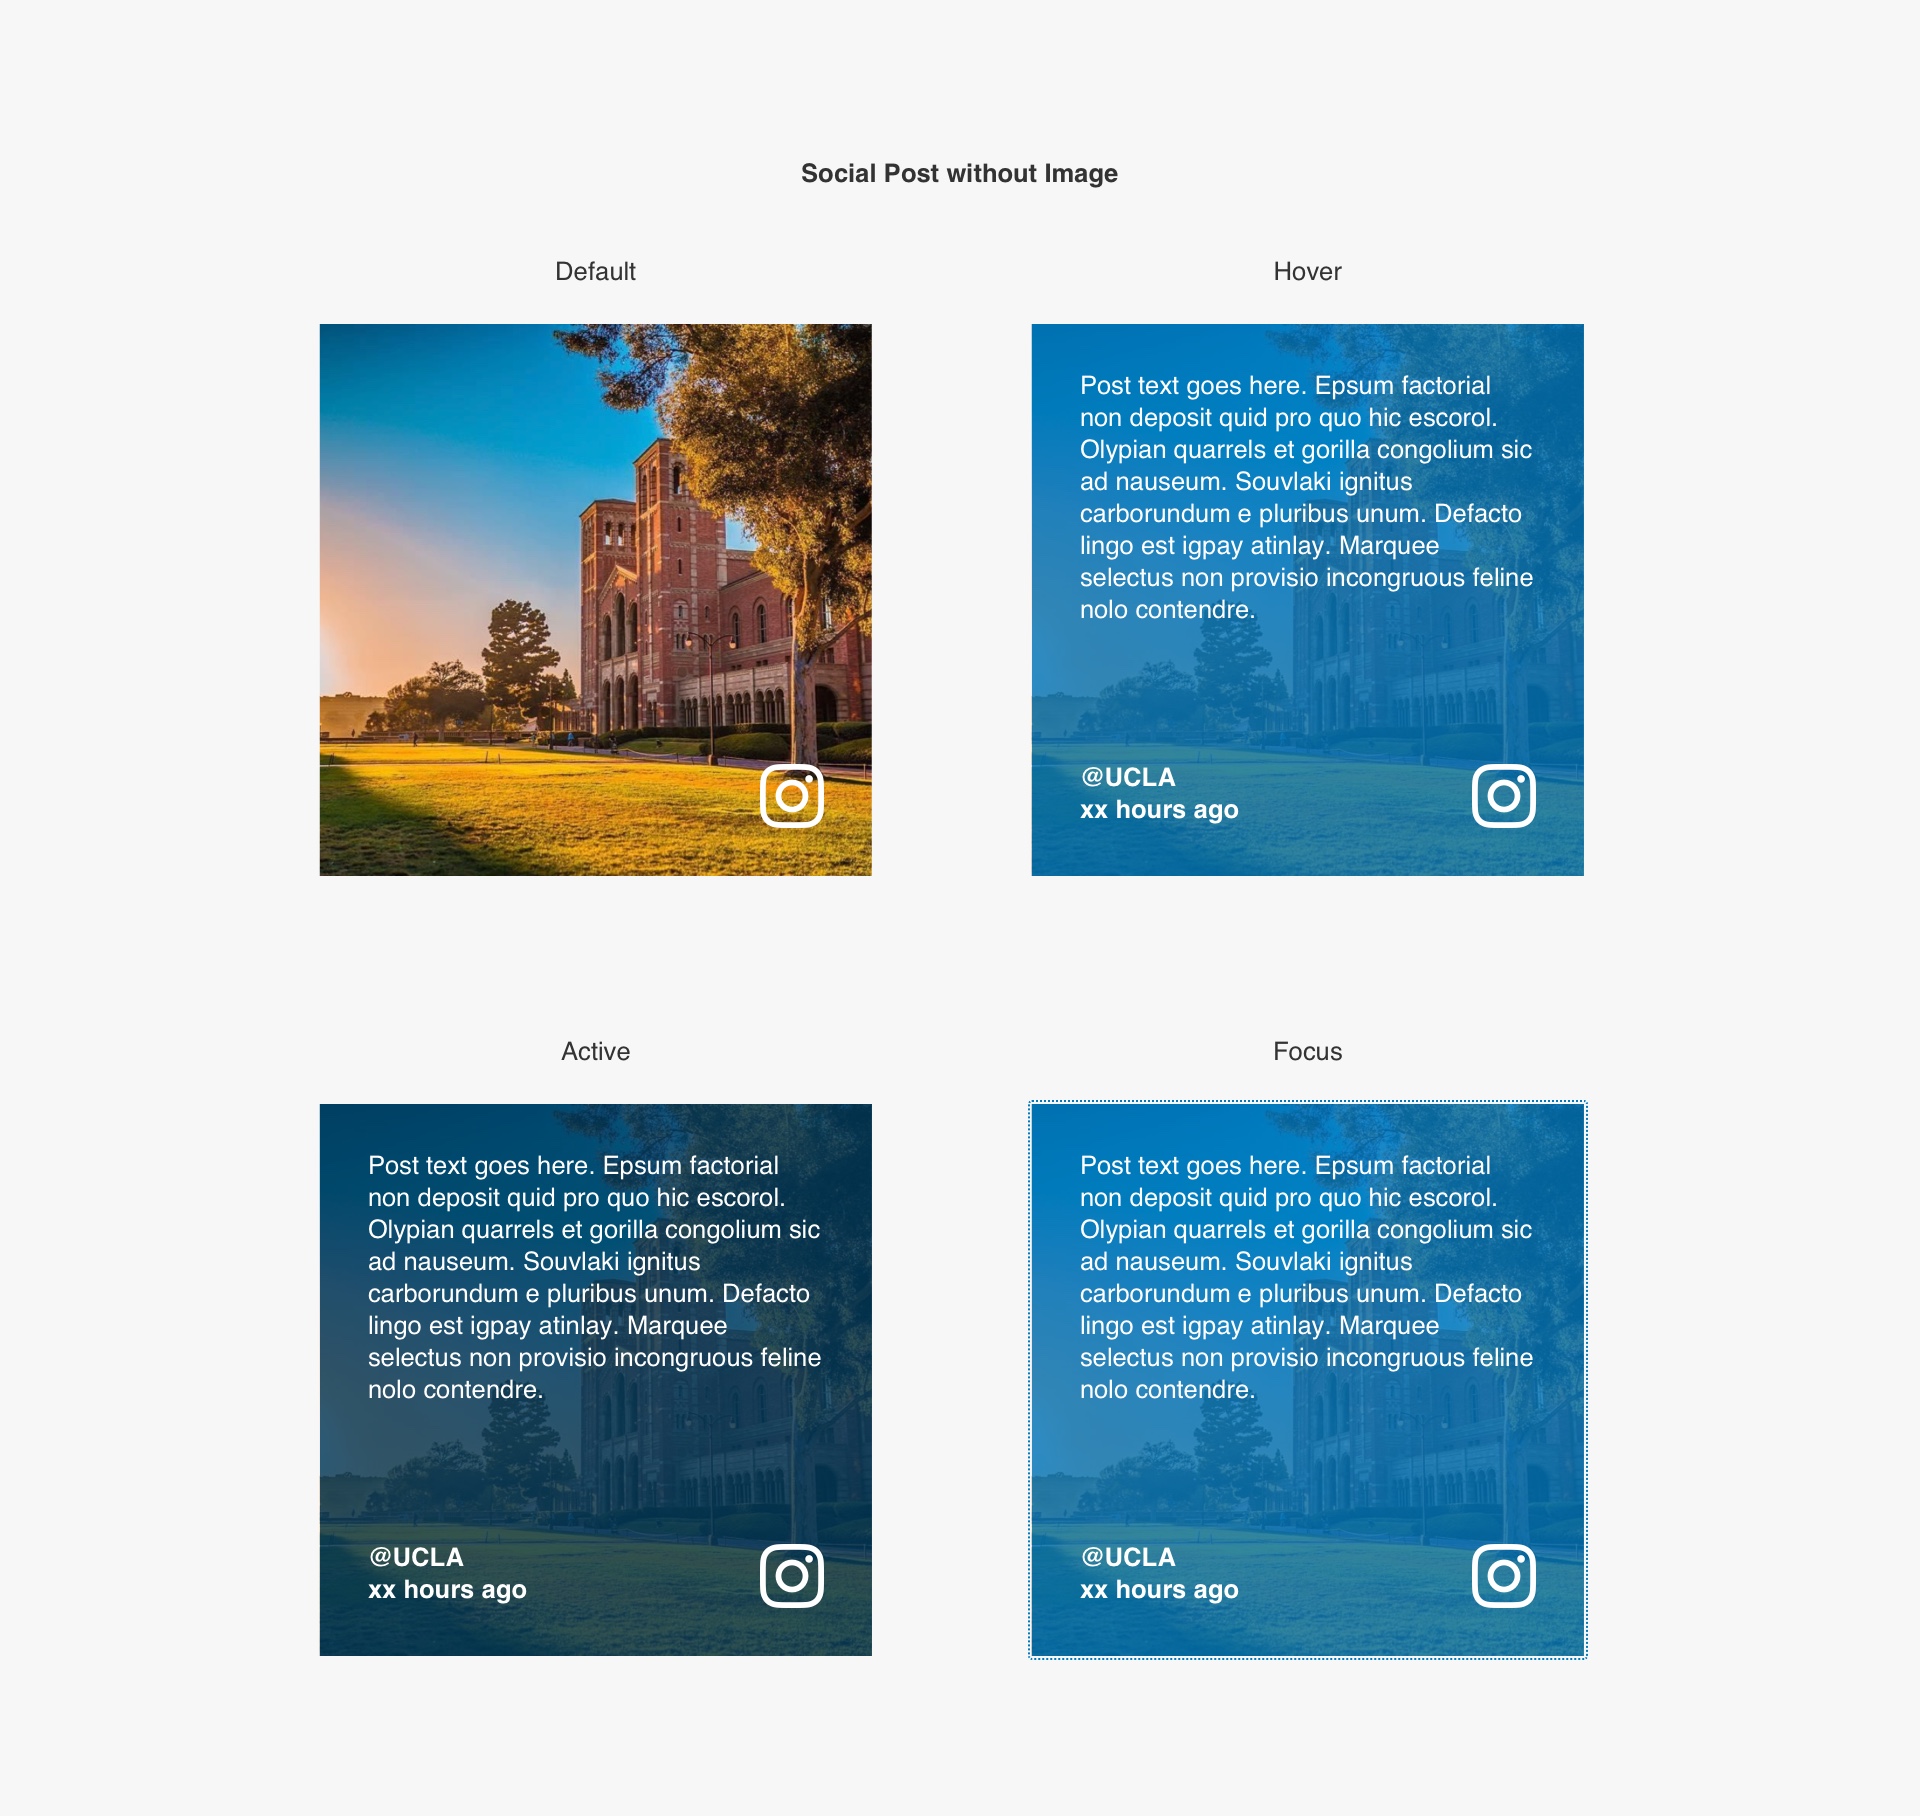 Social Post without Image
Default
Hover
Post text goes here. Epsum factorial
non deposit quid pro quo hic escorol.
Olypian quarrels et gorilla congolium sic
ad nauseum. Souvlaki ignitus
carborundum e pluribus unum. Defacto
lingo est igpay atinlay. Marquee
selectus non provisio incongruous feline
nolo contendre.
@UCLA
xx hours ago
Active
Focus
Post text goes here. Epsum factorial
non deposit quid pro quo hic escorol.
Olypian quarrels et gorilla congolium sic
ad nauseum. Souvlaki ignitus
carborundum e pluribus unum. Defacto
lingo est igpay atinlay. Marquee
selectus non provisio incongruous feline
nolo contendre.
@UCLA
xx hours ago
Post text goes here. Epsum factorial
non deposit quid pro quo hic escorol.
Olypian quarrels et gorilla congolium sic
ad nauseum. Souvlaki ignitus
carborundum e pluribus unum. Defacto
lingo est igpay atinlay. Marquee
selectus non provisio incongruous feline
nolo contendre.
@UCLA
xx hours ago